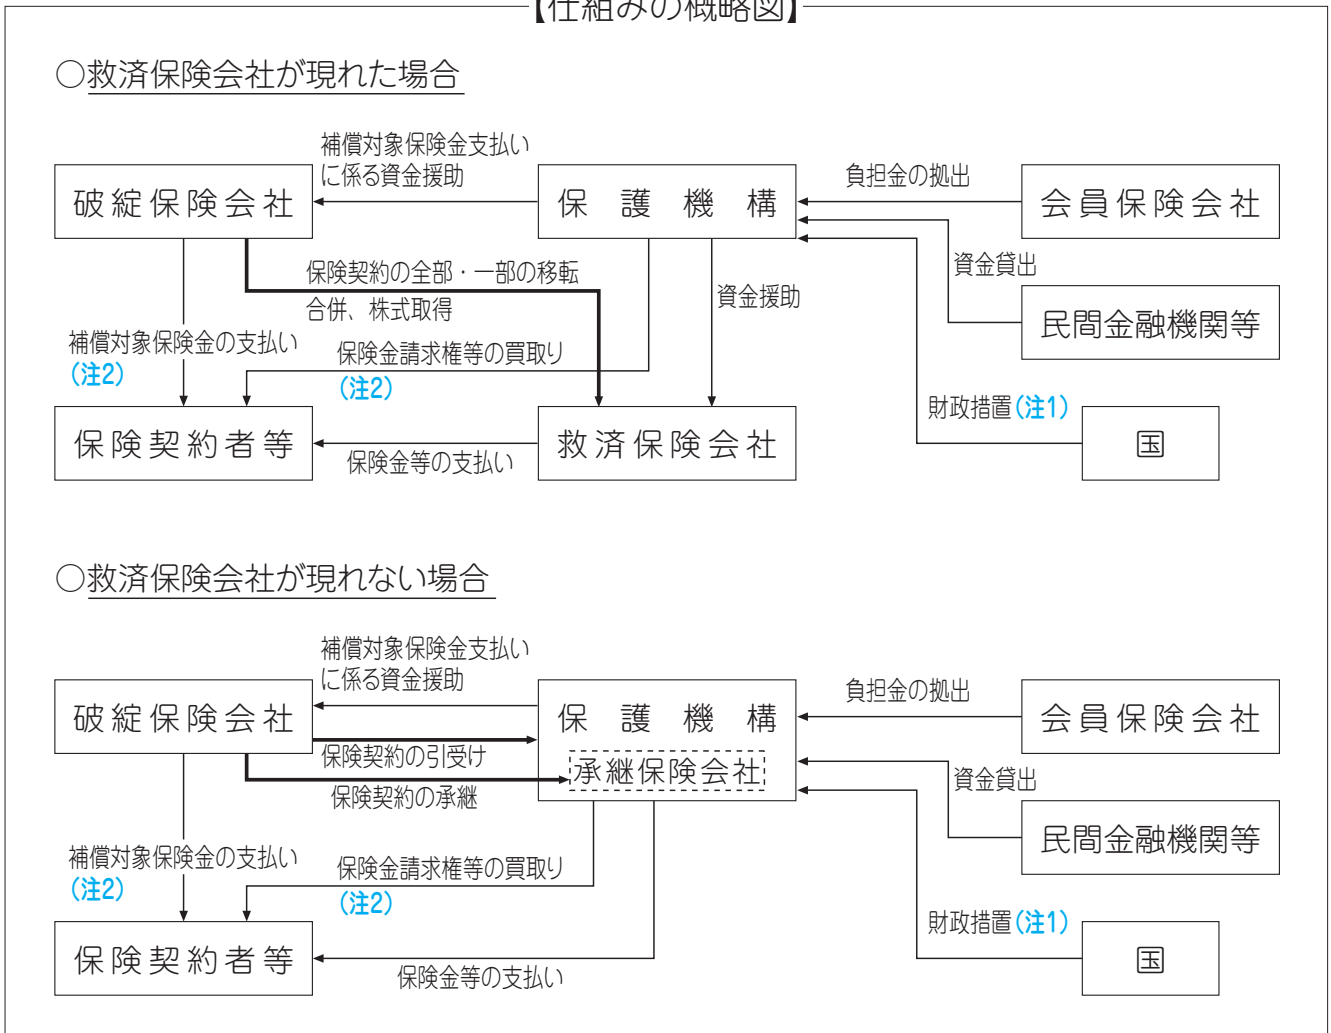 【仕組みの概略図】
○救済保険会社が現れた場合
補償対象保険金支払い
に係る資金援助
負担金の拠出
破綻保険会社
保護機構
会員保険会社
資金貸出
保険契約の全部・一部の移転
合併、株式取得
資金援助
民間金融機関等
補償対象保険金の支払い
(注2)
保険金請求権等の買取り
(注2)
財政措置(注1)
保険契約者等
救済保険会社
国
保険金等の支払い
○救済保険会社が現れない場合
補償対象保険金支払い
に係る資金援助
負担金の拠出
破綻保険会社
保護機構
会員保険会社
保険契約の引受け
承継保険会社
資金貸出
保険契約の承継
民間金融機関等
補償対象保険金の支払い
(注2)
保険金請求権等の買取り
(注2)
財政措置(注1)
保険契約者等
国
保険金等の支払い